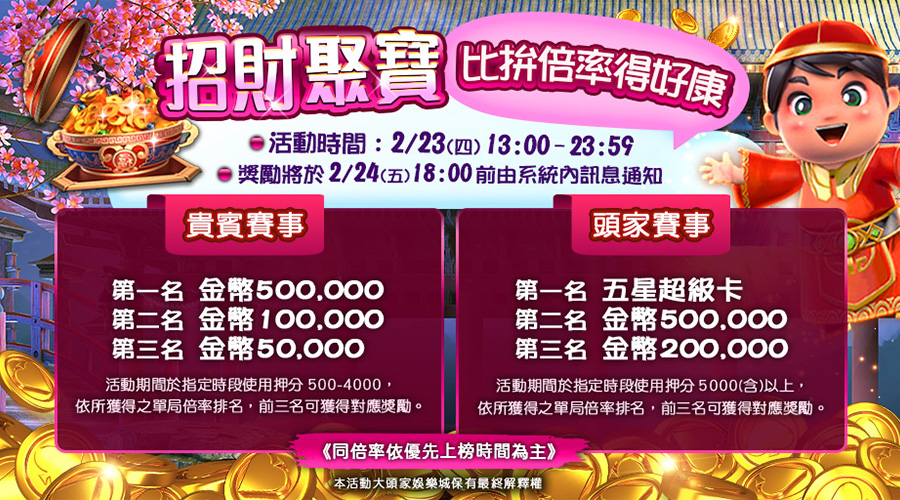 招財聚寶
比拚倍率得好康
活動時間：2/23(四) 13:00-23:59
獎勵將於 2/24(五)18:00 前由系統內訊息通知
貴賓賽事
第一名 金幣500,000
第二名 金幣100,000
第三名 金幣50,000
活動期間於指定時段使用押分 500-4000，
依所獲得之單局倍率排名，前三名可獲得對應獎勵。
頭家賽事
第一名 五星超級卡
第二名 金幣500,000
第三名 金幣200,000
活動期間於指定時段使用押分 5000(含)以上，
依所獲得之單局倍率排名，前三名可獲得對應獎勵。
《同倍率依優先上榜時間為主》
本活動大頭家娛樂城保有最終解釋權